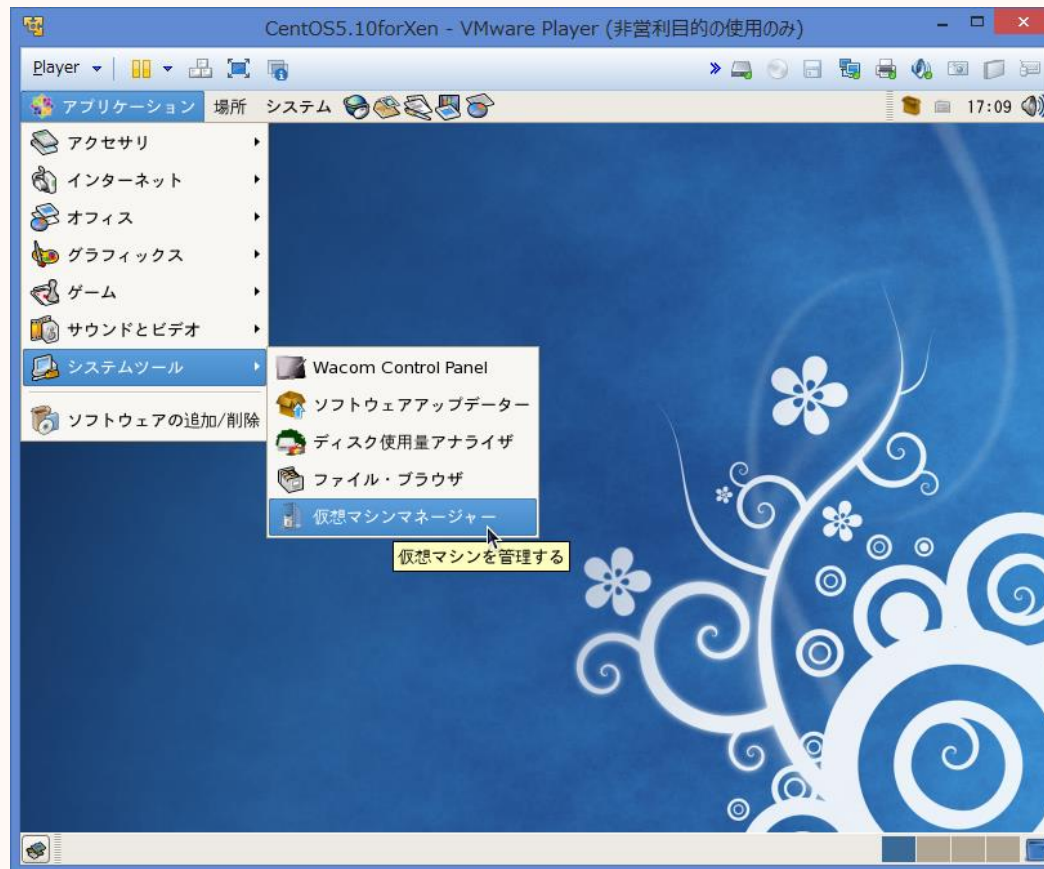 CentOS5.10forXen - VMware Player (非営利目的の使用のみ)
Player
アプリケーション 場所 システム 17:09
アクセサリ
インターネット
オフィス
グラフィックス
ゲーム
サウンドとビデオ
システムツール
ソフトウェアの追加/削除
Wacom Control Panel
ソフトウェアアップデーター
ディスク使用量アナライザ
ファイル・ブラウザ
仮想マシンマネージャー
仮想マシンを管理する